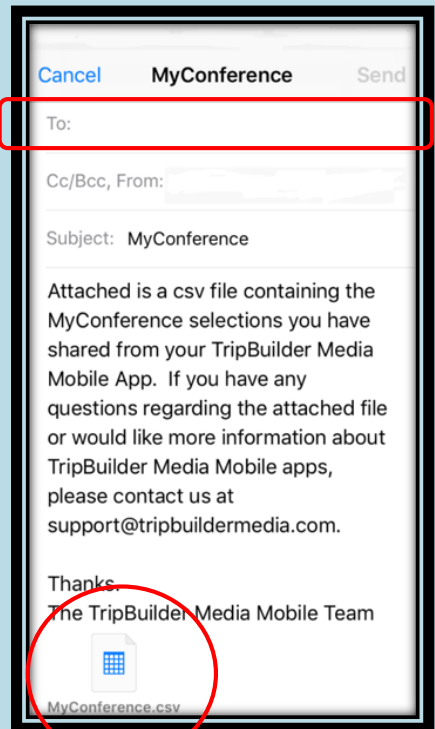 Cancel MyConference Send
To:
Cc/Bcc, From:
Subject: MyConference
Attached is a csv file containing the
MyConference selections you have
shared from your TripBuilder Media
Mobile App.  If you have any
questions regarding the attached file
or would like more information about
TripBuilder Media Mobile apps,
please contact us at
support@tripbuildermedia.com.
Thanks.
The TripBuilder Media Mobile Team
MyConference.csv